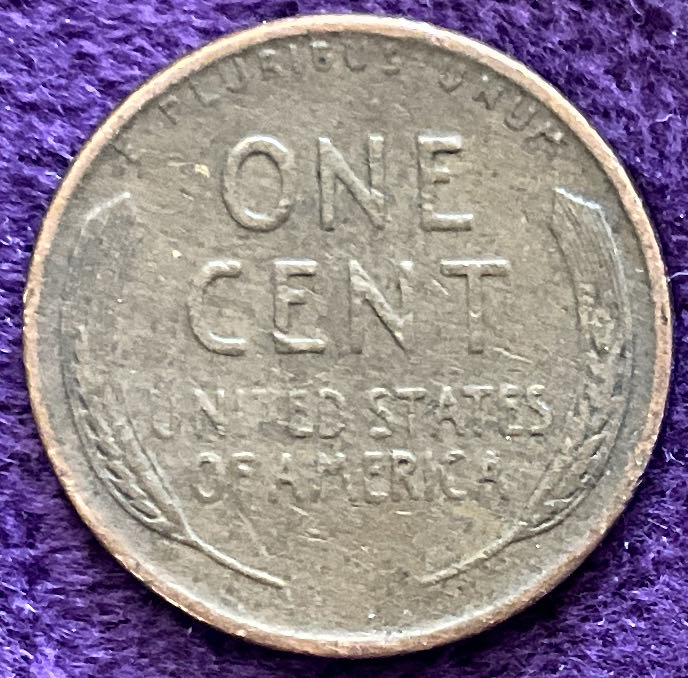 E PLURIBUS UNUM
ONE
CENT
UNITED STATES
OF AMERICA